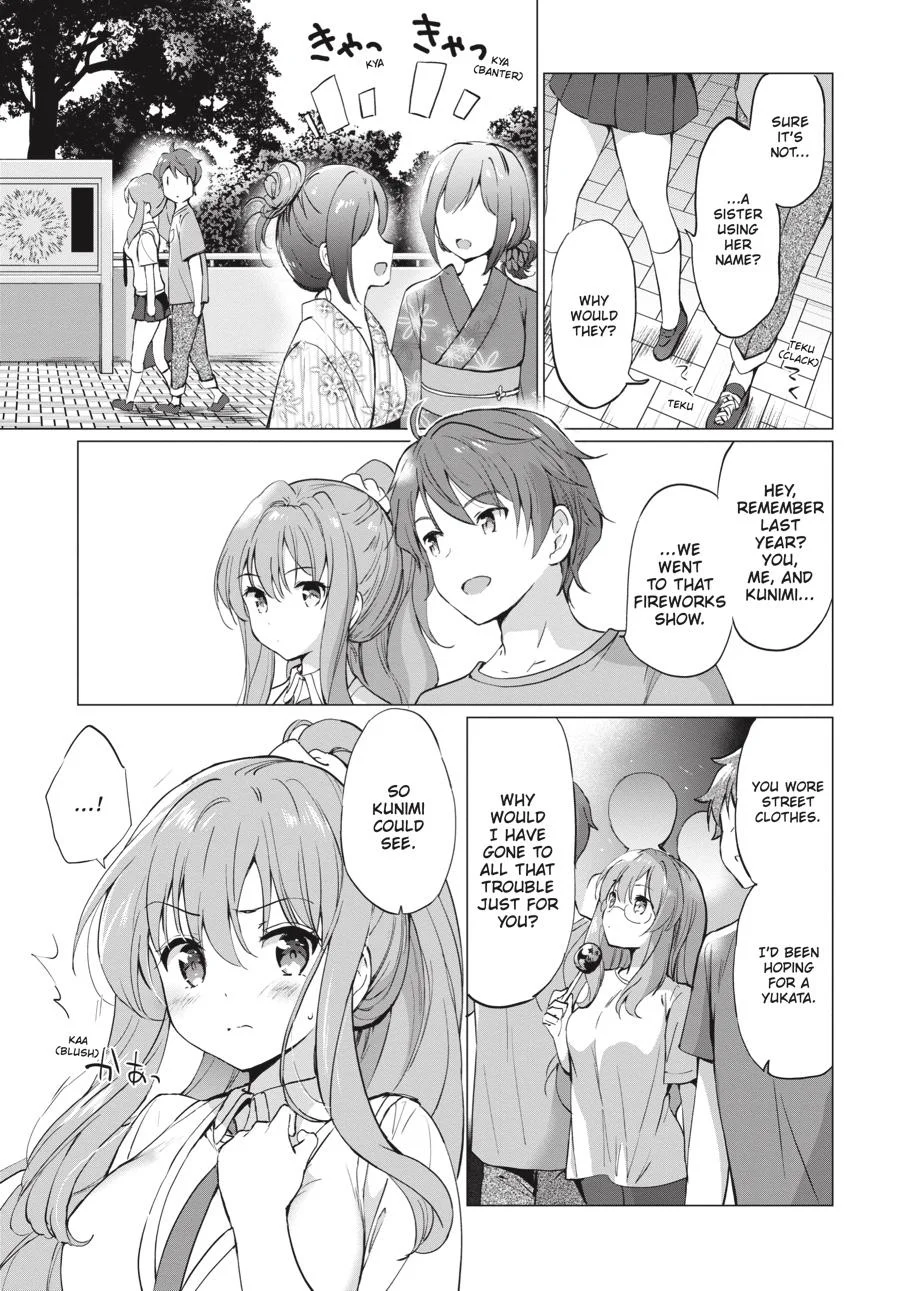 SURE
IT'S
NOT...
...A
SISTER
USING
HER
NAME?
WHY
WOULD
THEY?
TEKU
(CLACK)
TEKU
きゃっ
KYA
(BANTER)
きゃっ
KYA
HEY,
REMEMBER
LAST
YEAR?
YOU,
ME, AND
KUNIMI...
...WE
WENT
TO THAT
FIREWORKS
SHOW.
YOU WORE
STREET
CLOTHES.
I'D BEEN
HOPING
FOR A
YUKATA.
WHY
WOULD
I HAVE
GONE TO
ALL THAT
TROUBLE
JUST FOR
YOU?
SO
KUNIMI
COULD
SEE.
...!
KAA
(BLUSH)
かあっ